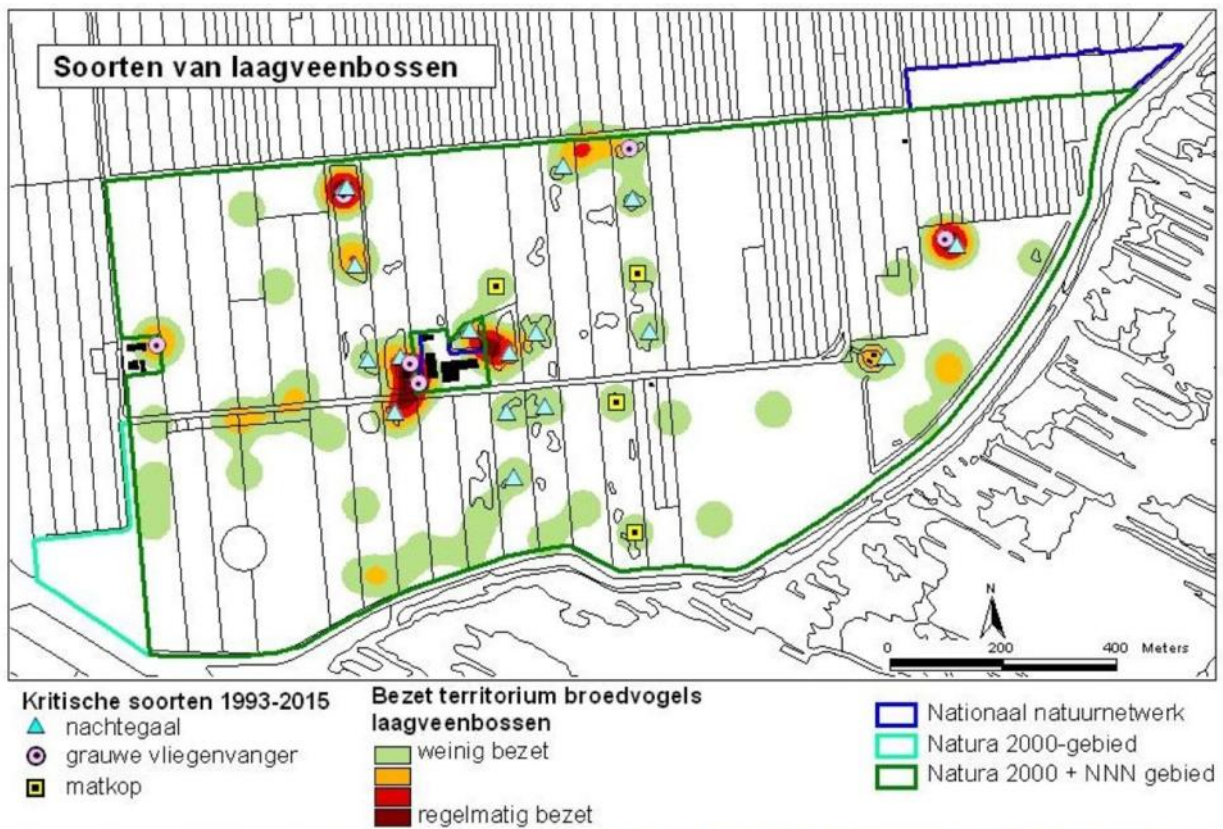 Soorten van laagveenbossen
N
0 200 400 Meters
Kritische soorten 1993-2015
nachtegaal
grauwe vliegenvanger
matkop
Bezet territorium broedvogels
laagveenbossen
weinig bezet
regelmatig bezet
Nationaal natuurnetwerk
Natura 2000-gebied
Natura 2000 + NNN gebied